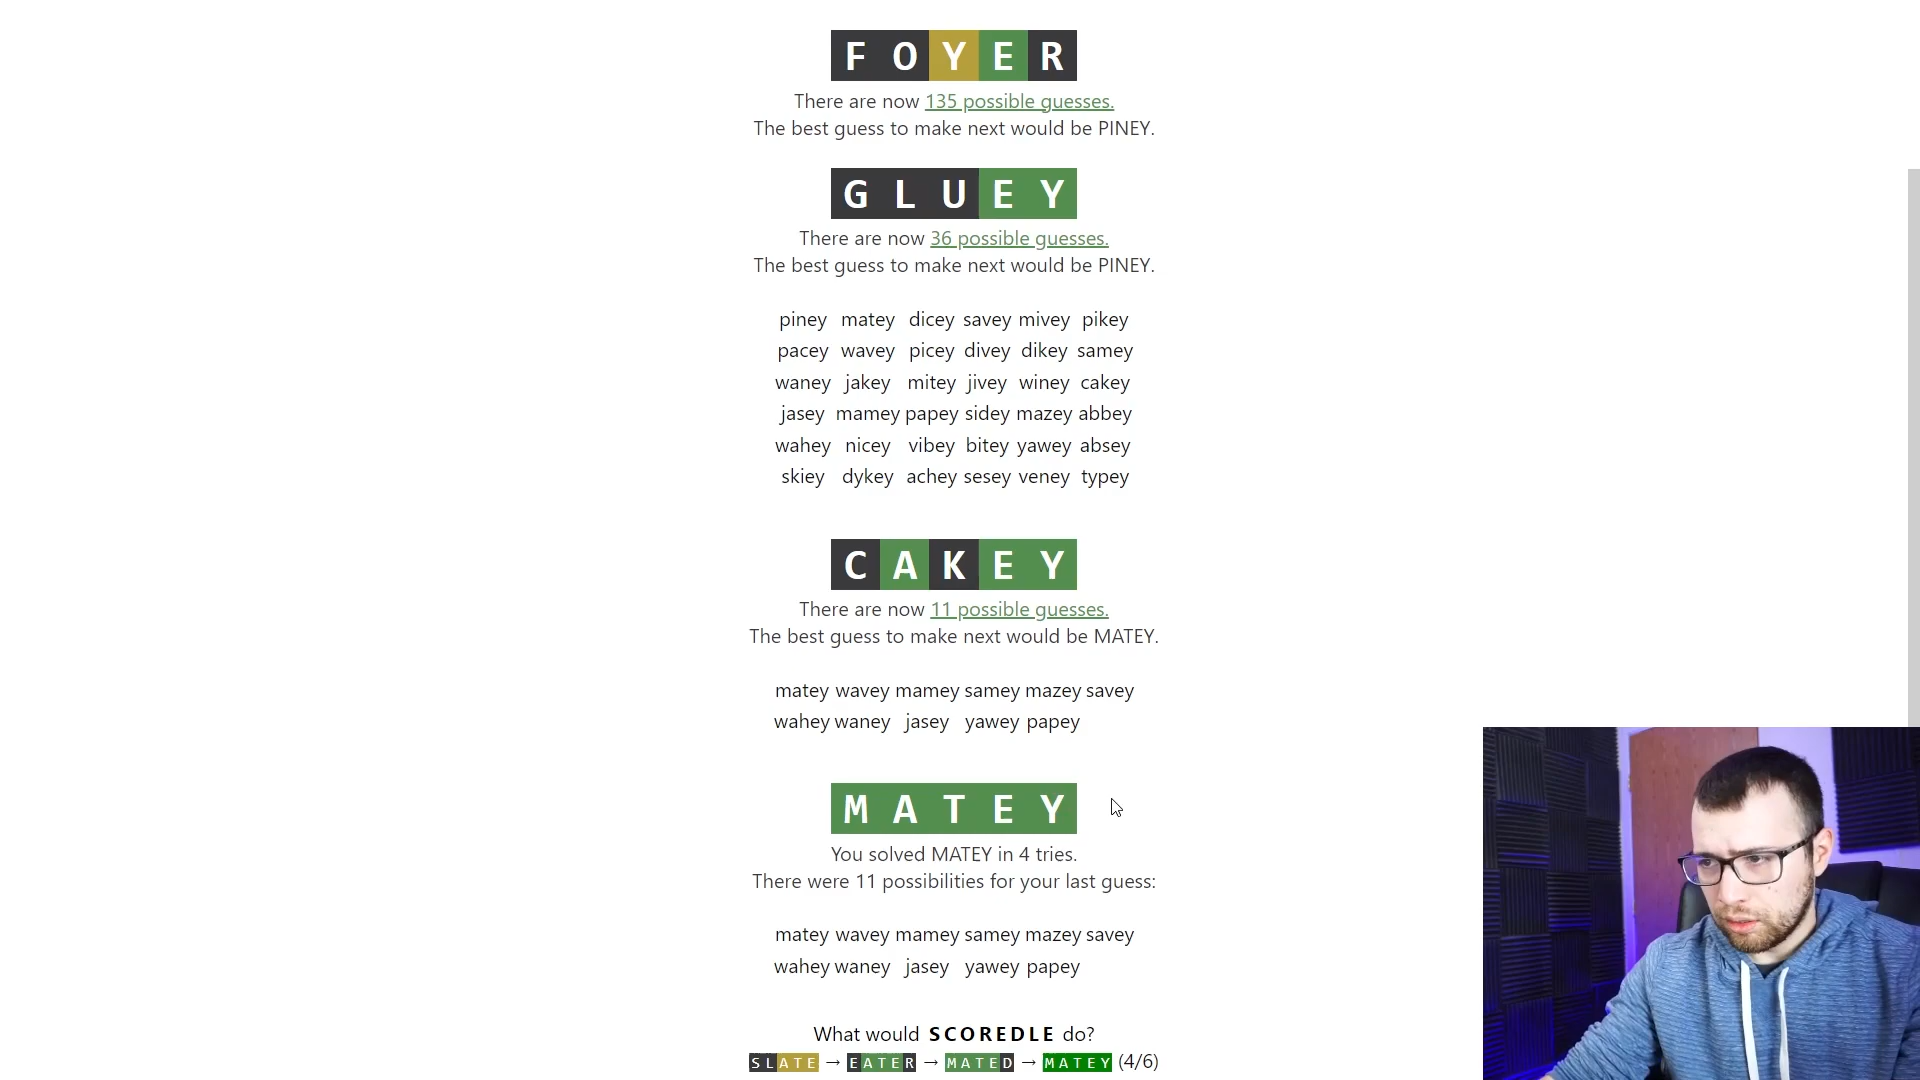 FOYER
There are now 135 possible guesses.
The best guess to make next would be PINEY.
GLUEY
There are now 36 possible guesses.
The best guess to make next would be PINEY.
piney matey dicey savey mivey pikey
pacey wavey picey divey dikey samey
waney jakey mitey jivey winey cakey
jasey mamey papey sidey mazey abbey
wahey nicey vibey bitey yawey absey
skiey dykey achey sesey veney typey
CAKEY
There are now 11 possible guesses.
The best guess to make next would be MATEY.
matey wavey mamey samey mazey savey
wahey waney jasey yawey papey
MATEY
You solved MATEY in 4 tries.
There were 11 possibilities for your last guess:
matey wavey mamey samey mazey savey
wahey waney jasey yawey papey
What would SCOREDLE do?
SLATE → EATER → MATED → MATEY (4/6)